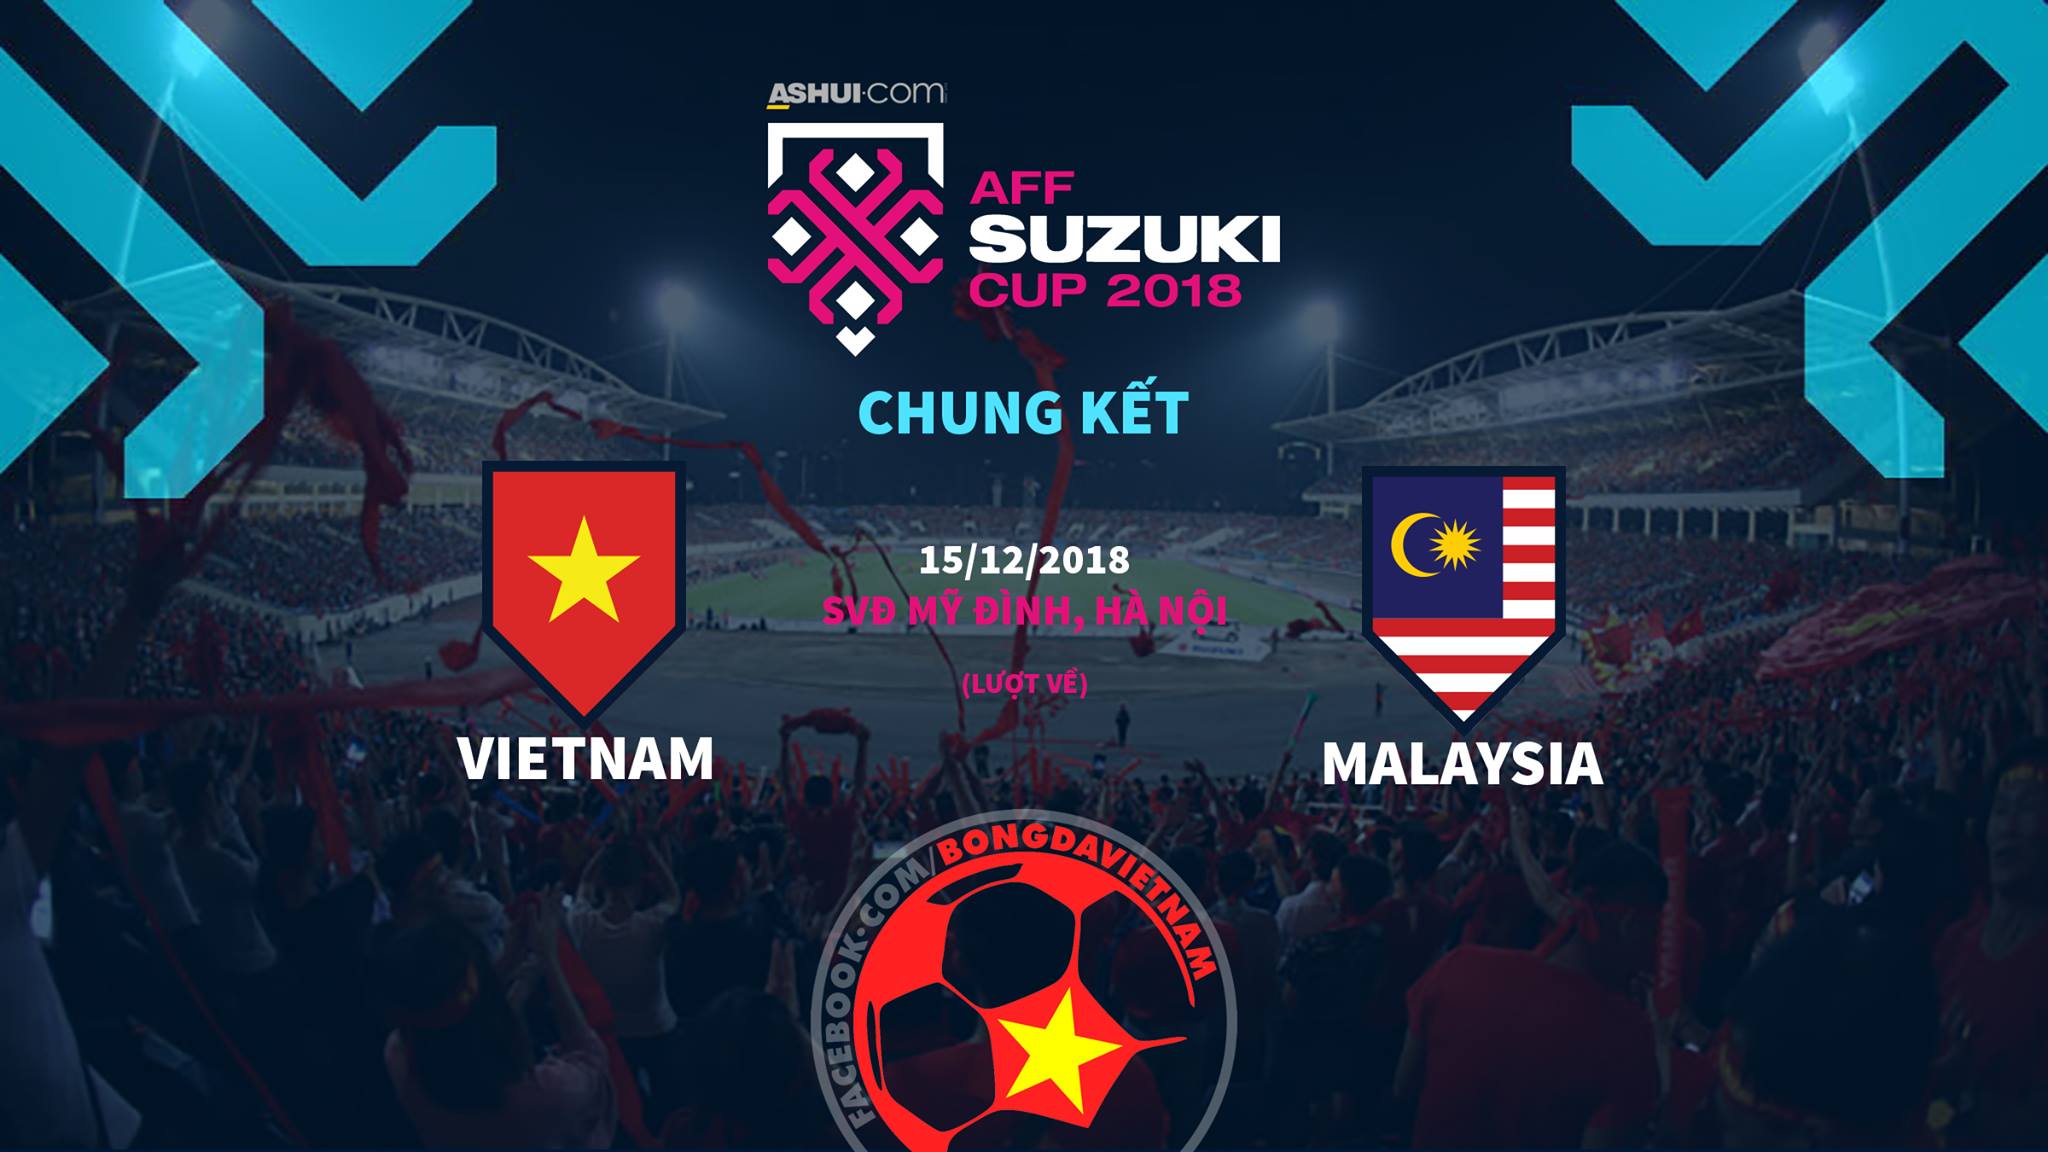 ASHUI.COM
AFF
SUZUKI
CUP 2018
CHUNG KẾT
15/12/2018
SVĐ MỸ ĐÌNH, HÀ NỘI
(LƯỢT VỀ)
VIETNAM
MALAYSIA
SUZUKI
FACEBOOK.COM/BONGDAVIETNAM